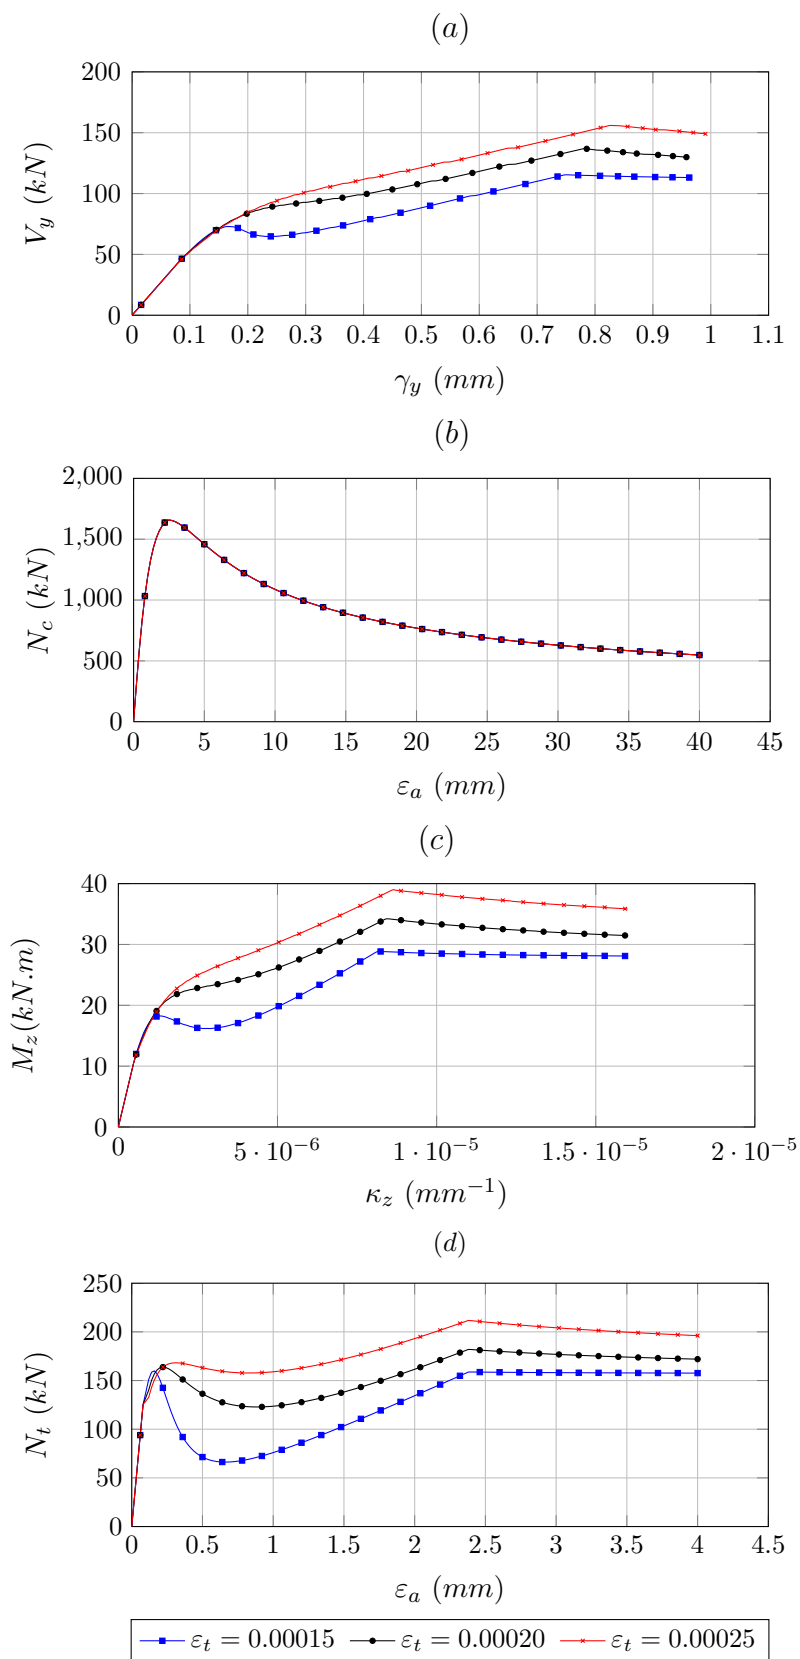 (a)
200
150
100
50
0
V_y (kN)
0 0.1 0.2 0.3 0.4 0.5 0.6 0.7 0.8 0.9 1 1.1
γ_y (mm)
(b)
2,000
1,500
1,000
500
0
N_c (kN)
0 5 10 15 20 25 30 35 40 45
ε_a (mm)
(c)
40
30
20
10
0
M_z(kN.m)
0 5 · 10⁻⁶ 1 · 10⁻⁵ 1.5 · 10⁻⁵ 2 · 10⁻⁵
κ_z (mm⁻¹)
(d)
250
200
150
100
50
0
N_t (kN)
0 0.5 1 1.5 2 2.5 3 3.5 4 4.5
ε_a (mm)
ε_t = 0.00015 ε_t = 0.00020 ε_t = 0.00025